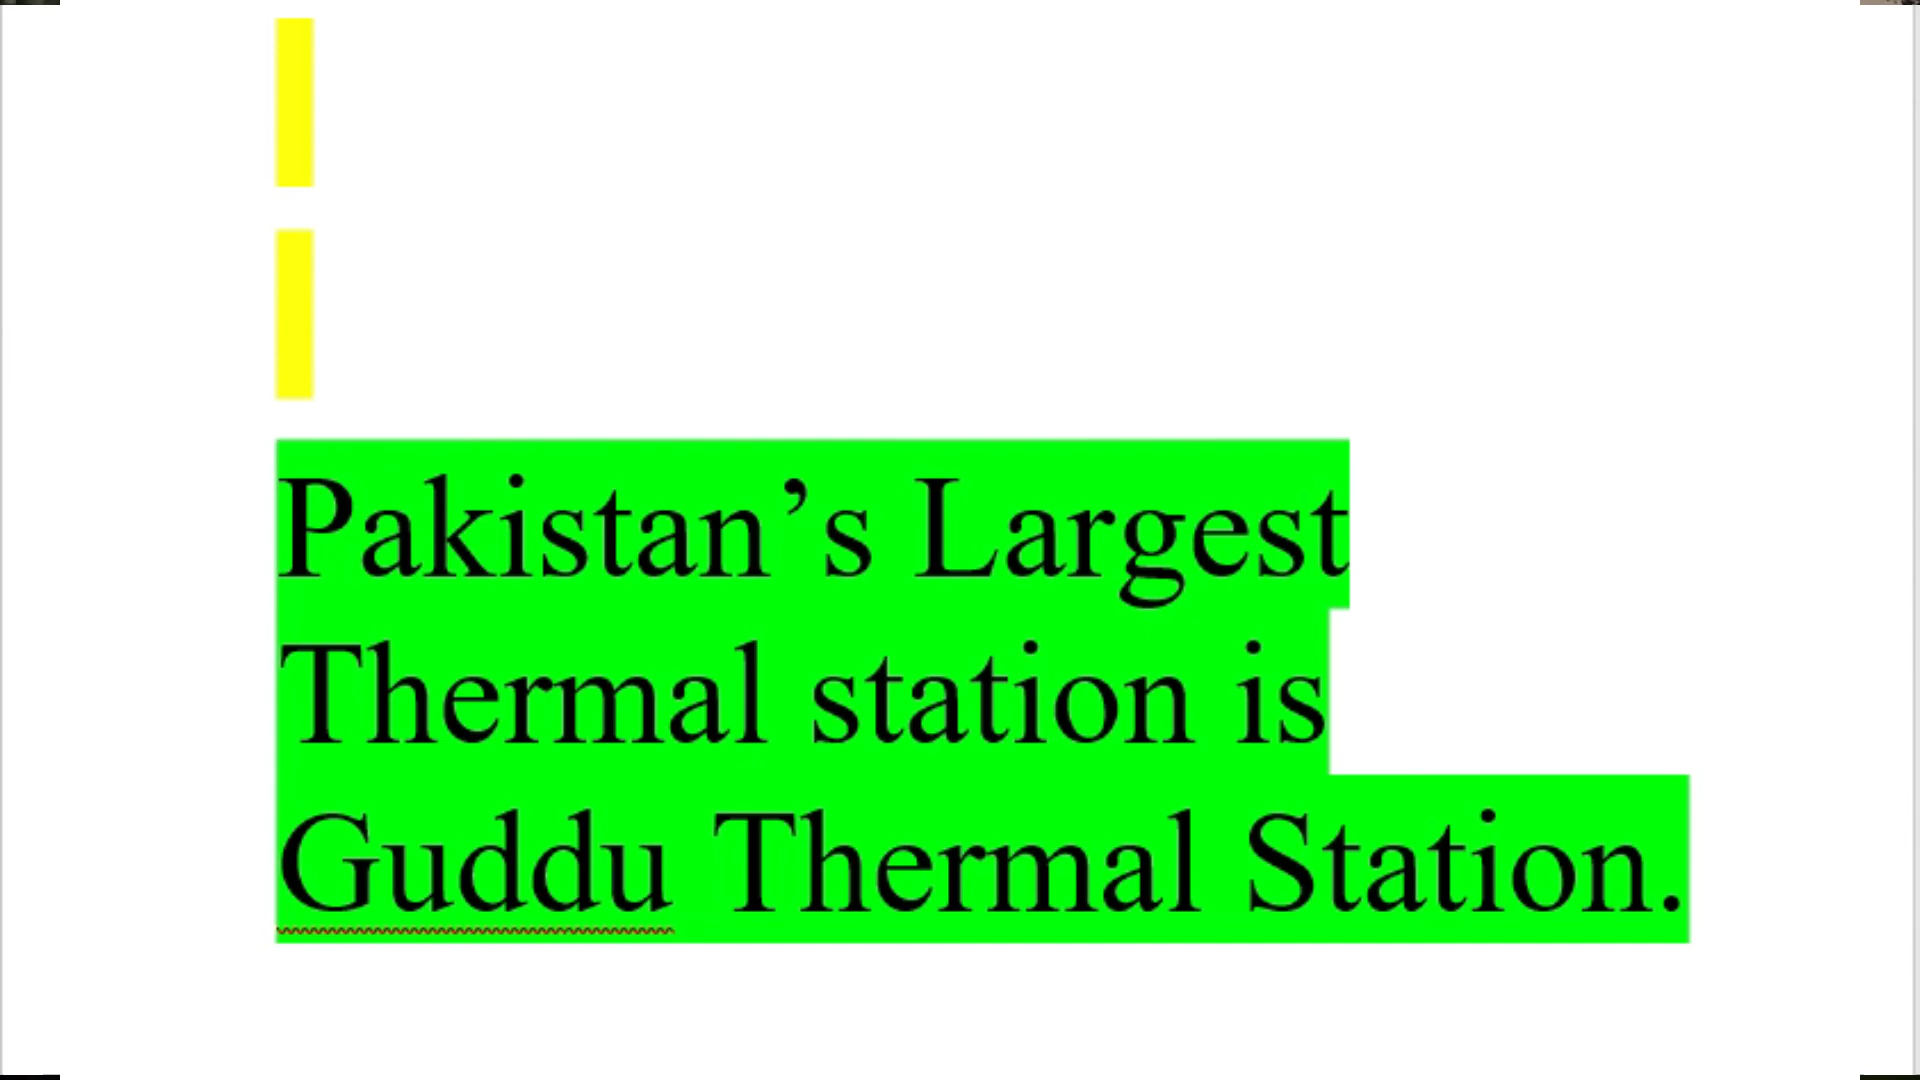 Pakistan’s Largest
Thermal station is
Guddu Thermal Station.